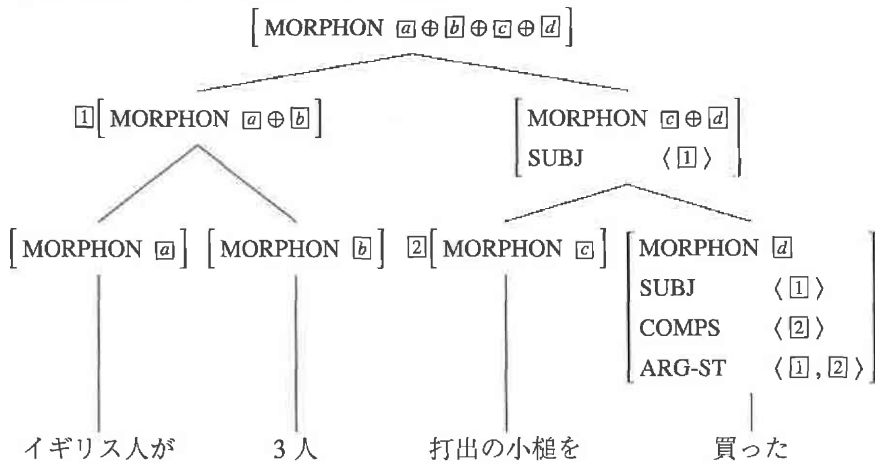 [MORPHON a ⊕ b ⊕ c ⊕ d]
1[MORPHON a ⊕ b]
[MORPHON c ⊕ d
SUBJ ⟨1⟩]
[MORPHON a] [MORPHON b] 2[MORPHON c]
[MORPHON d
SUBJ ⟨1⟩
COMPS ⟨2⟩
ARG-ST ⟨1, 2⟩]
イギリス人が 3人 打出の小槌を 買った